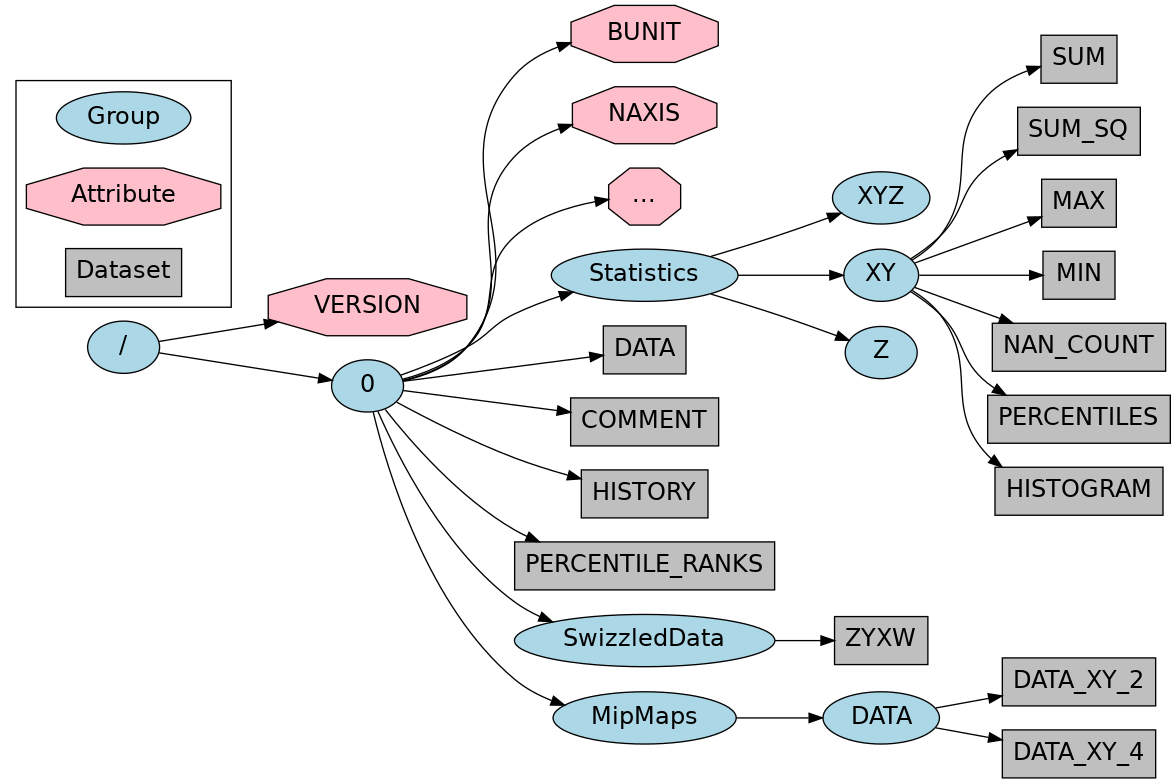 Group
Attribute
Dataset
/
VERSION
0
BUNIT
NAXIS
...
Statistics
DATA
COMMENT
HISTORY
PERCENTILE_RANKS
SwizzledData
MipMaps
XYZ
XY
Z
ZYXW
DATA
SUM
SUM_SQ
MAX
MIN
NAN_COUNT
PERCENTILES
HISTOGRAM
DATA_XY_2
DATA_XY_4